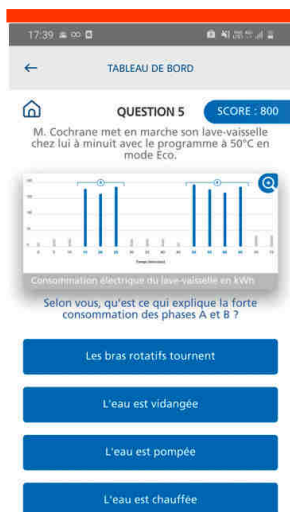 17:39
TABLEAU DE BORD
QUESTION 5
SCORE : 800
M. Cochrane met en marche son lave-vaisselle
chez lui à minuit avec le programme à 50°C en
mode Eco.
Consommation électrique du lave-vaisselle en kWh
Selon vous, qu'est ce qui explique la forte
consommation des phases A et B ?
Les bras rotatifs tournent
L'eau est vidangée
L'eau est pompée
L'eau est chauffée